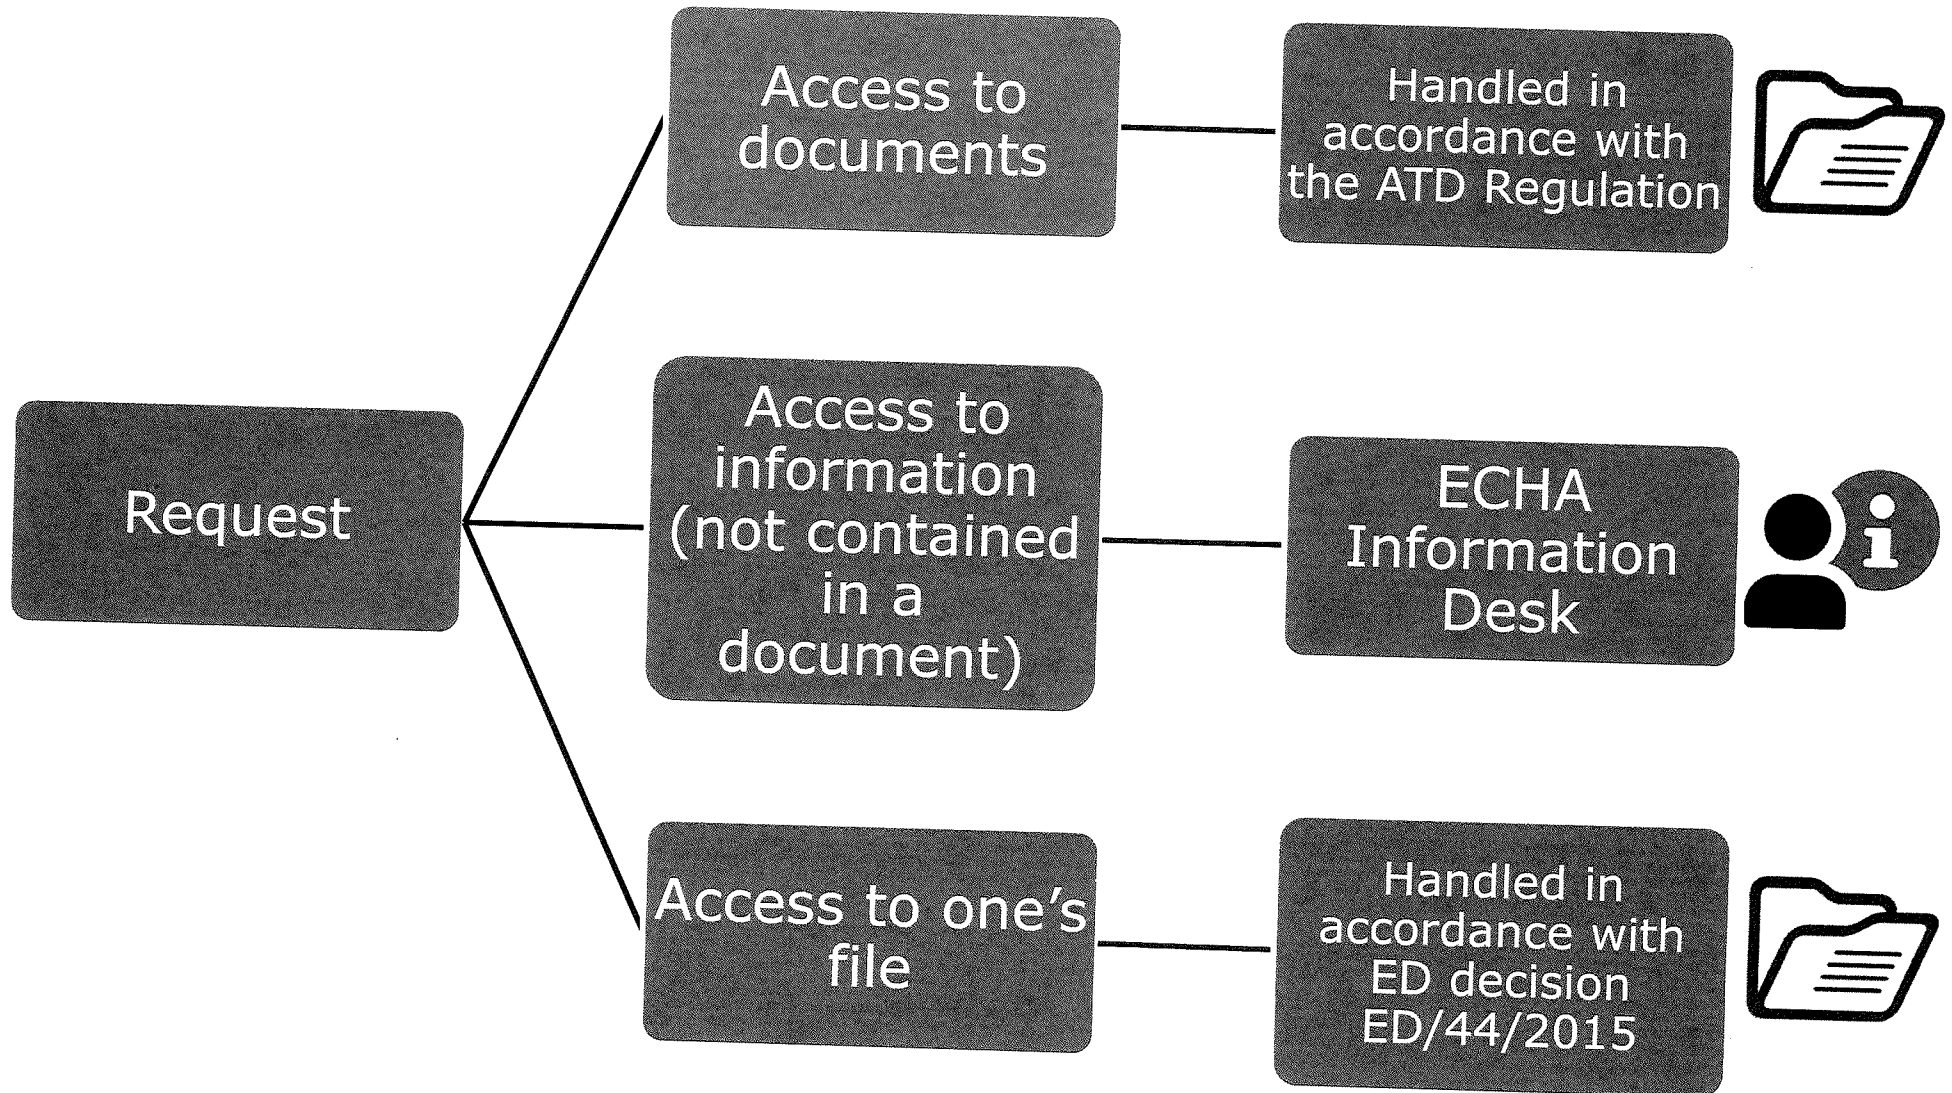 Access to
documents
Handled in
accordance with
the ATD Regulation
Request
Access to
information
(not contained
in a
document)
ECHA
Information
Desk
i
Access to one's
file
Handled in
accordance with
ED decision
ED/44/2015